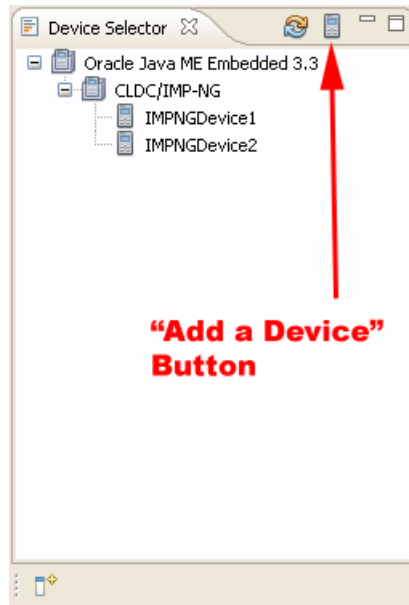 Device Selector
Oracle Java ME Embedded 3.3
CLDC/IMP-NG
IMPNGDevice1
IMPNGDevice2
“Add a Device”
Button